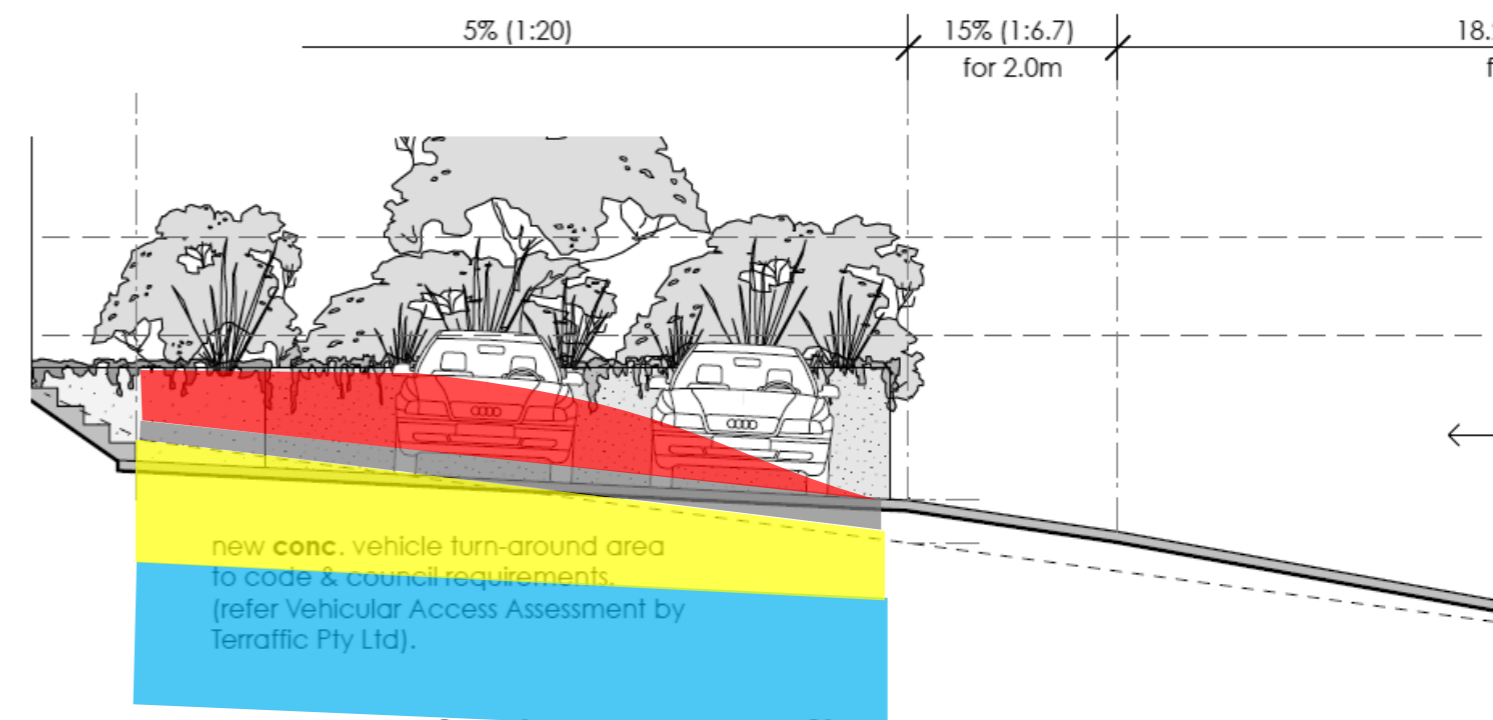 5% (1:20)
15% (1:6.7)
for 2.0m
new conc. vehicle turn-around area
to code & council requirements.
(refer Vehicular Access Assessment by
Terraffic Pty Ltd).